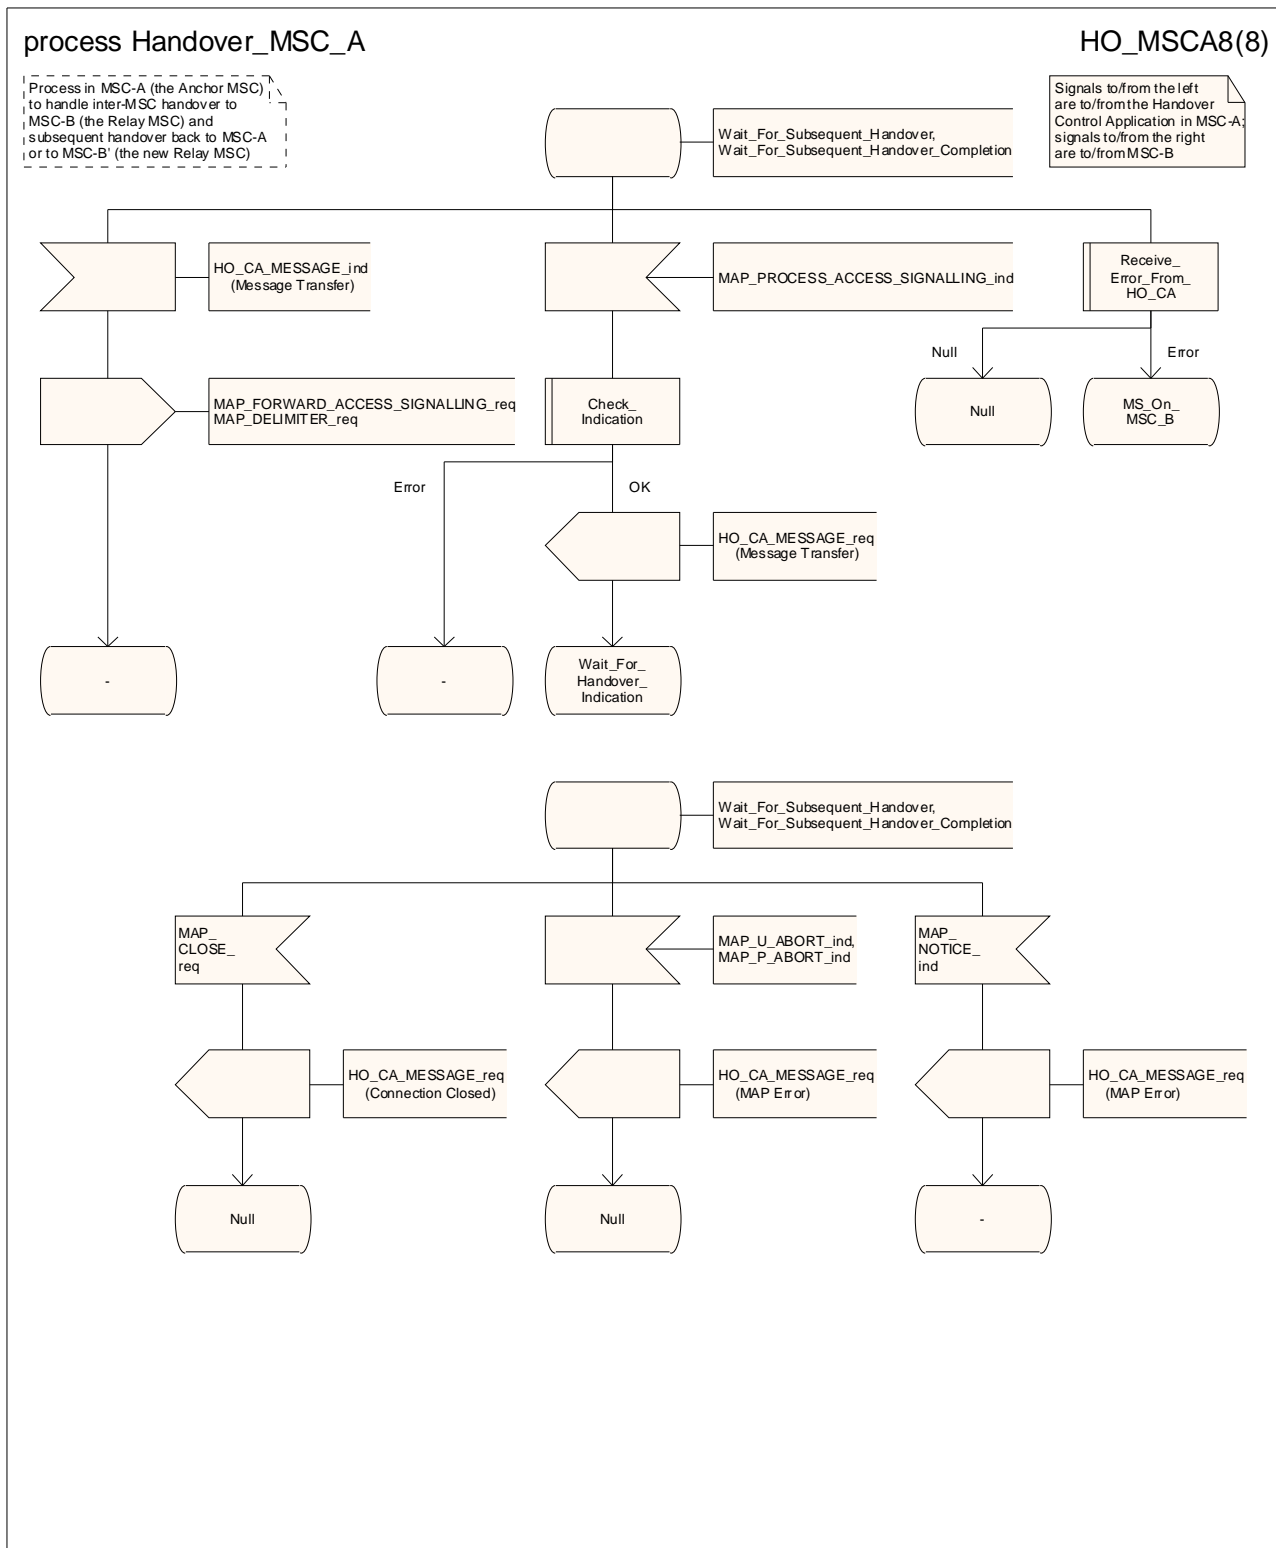 process Handover_MSC_A
HO_MSCA8(8)
Process in MSC-A (the Anchor MSC)
to handle inter-MSC handover to
MSC-B (the Relay MSC) and
subsequent handover back to MSC-A
or to MSC-B' (the new Relay MSC)
Signals to/from the left
are to/from the Handover
Control Application in MSC-A;
signals to/from the right
are to/from MSC-B
Wait_For_Subsequent_Handover,
Wait_For_Subsequent_Handover_Completion
HO_CA_MESSAGE_ind
(Message Transfer)
MAP_PROCESS_ACCESS_SIGNALLING_ind
Receive_
Error_From_
HO_CA
Null
Error
MAP_FORWARD_ACCESS_SIGNALLING_req
MAP_DELIMITER_req
Check_
Indication
Null
MS_On_
MSC_B
Error
OK
HO_CA_MESSAGE_req
(Message Transfer)
-
-
Wait_For_
Handover_
Indication
Wait_For_Subsequent_Handover,
Wait_For_Subsequent_Handover_Completion
MAP_
CLOSE_
req
MAP_U_ABORT_ind,
MAP_P_ABORT_ind
MAP_
NOTICE_
ind
HO_CA_MESSAGE_req
(Connection Closed)
HO_CA_MESSAGE_req
(MAP Error)
HO_CA_MESSAGE_req
(MAP Error)
Null
Null
-